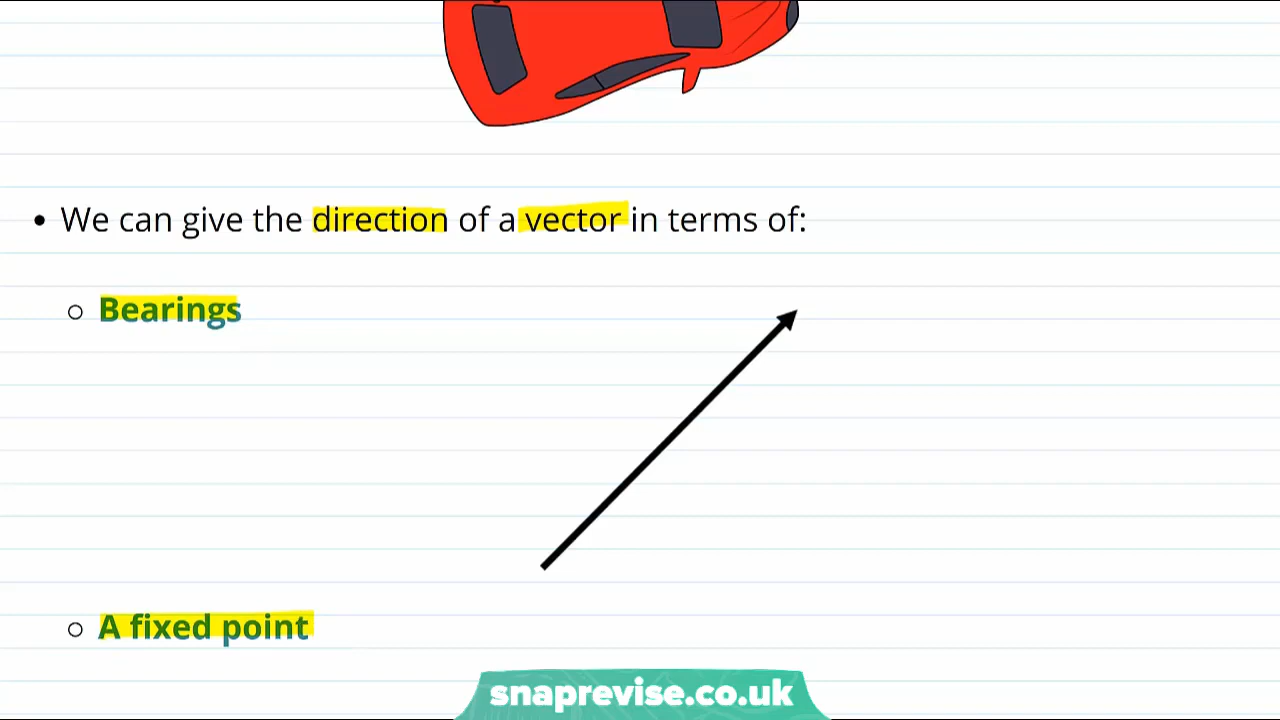 We can give the direction of a vector in terms of:
Bearings
A fixed point
snaprevise.co.uk